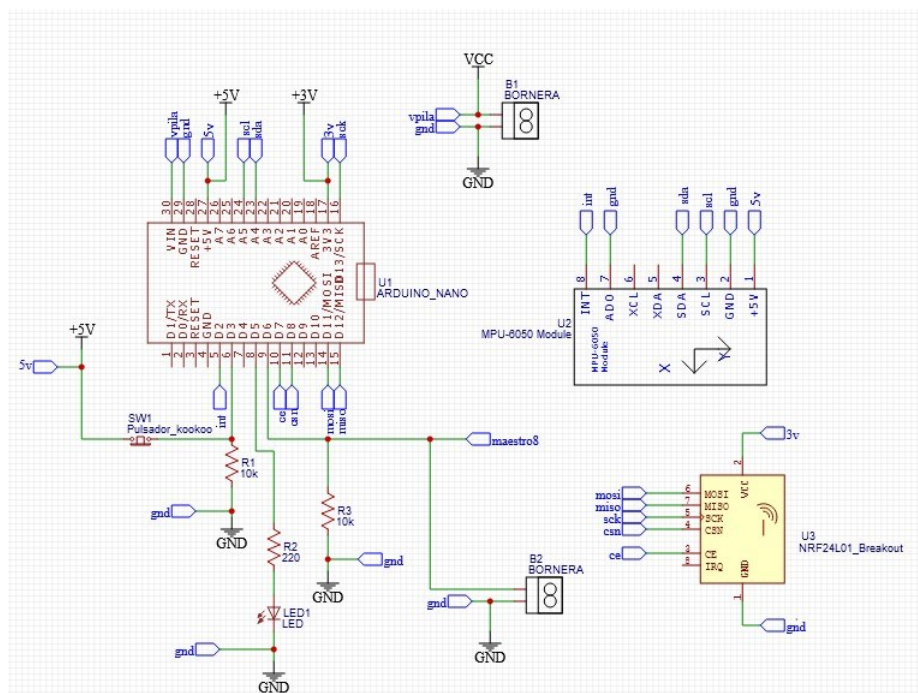 VCC
B1
BORNERA
vpila
gnd
GND
+5V
+3V
vpila
gnd
5v
scl
sda
3v
sck
30 29 28 27 26 25 24 23 22 21 20 19 18 17 16
VIN GND RESET +5V A7 A6 A5 A4 A3 A2 A1 A0 AREF 3V3 D13/SCK
U1
ARDUINO_NANO
D1/TX D0/RX RESET GND D2 D3 D4 D5 D6 D7 D8 D9 D10 D11/MOSI D12/MISO
1 2 3 4 5 6 7 8 9 10 11 12 13 14 15
int
ce
csn
mosi
miso
+5V
5v
SW1
Pulsador_kookoo
R1
10k
gnd
GND
R2
220
LED1
LED
gnd
GND
R3
10k
gnd
GND
maestro8
B2
BORNERA
gnd
GND
int
gnd
sda
scl
gnd
5v
8 7 6 5 4 3 2 1
INT ADO XCL XDA SDA SCL GND +5V
U2
MPU-6050 Module
MPU-6050
Module
X
Y
3v
2
VCC
mosi 6 MOSI
miso 7 MISO
sck 5 SCK
csn 4 CSN
ce 3 CE
8 IRQ
GND
1
gnd
U3
NRF24L01_Breakout